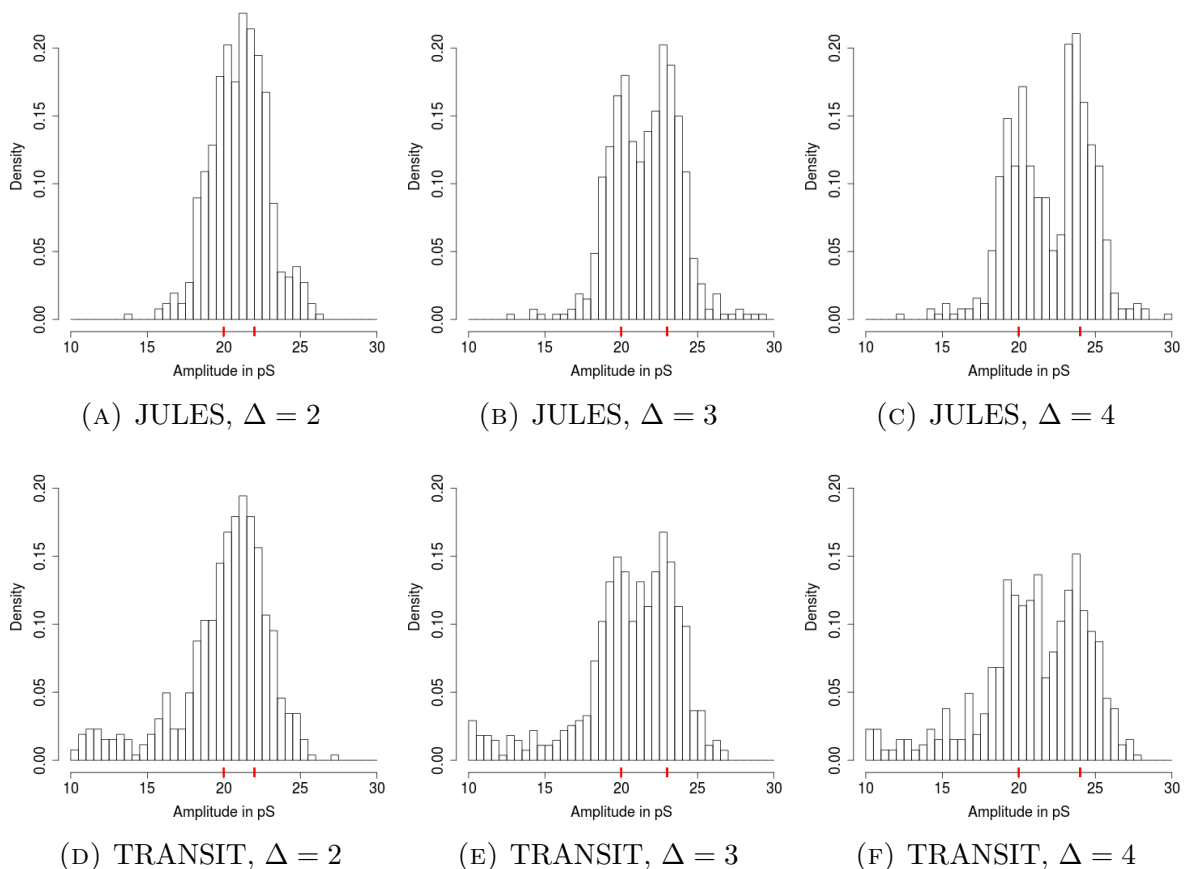 0.20
0.15
0.10
0.05
0.00
Density
10 15 20 25 30
Amplitude in pS
(A) JULES, Δ = 2
0.20
0.15
0.10
0.05
0.00
Density
10 15 20 25 30
Amplitude in pS
(B) JULES, Δ = 3
0.20
0.15
0.10
0.05
0.00
Density
10 15 20 25 30
Amplitude in pS
(C) JULES, Δ = 4
0.20
0.15
0.10
0.05
0.00
Density
10 15 20 25 30
Amplitude in pS
(D) TRANSIT, Δ = 2
0.20
0.15
0.10
0.05
0.00
Density
10 15 20 25 30
Amplitude in pS
(E) TRANSIT, Δ = 3
0.20
0.15
0.10
0.05
0.00
Density
10 15 20 25 30
Amplitude in pS
(F) TRANSIT, Δ = 4